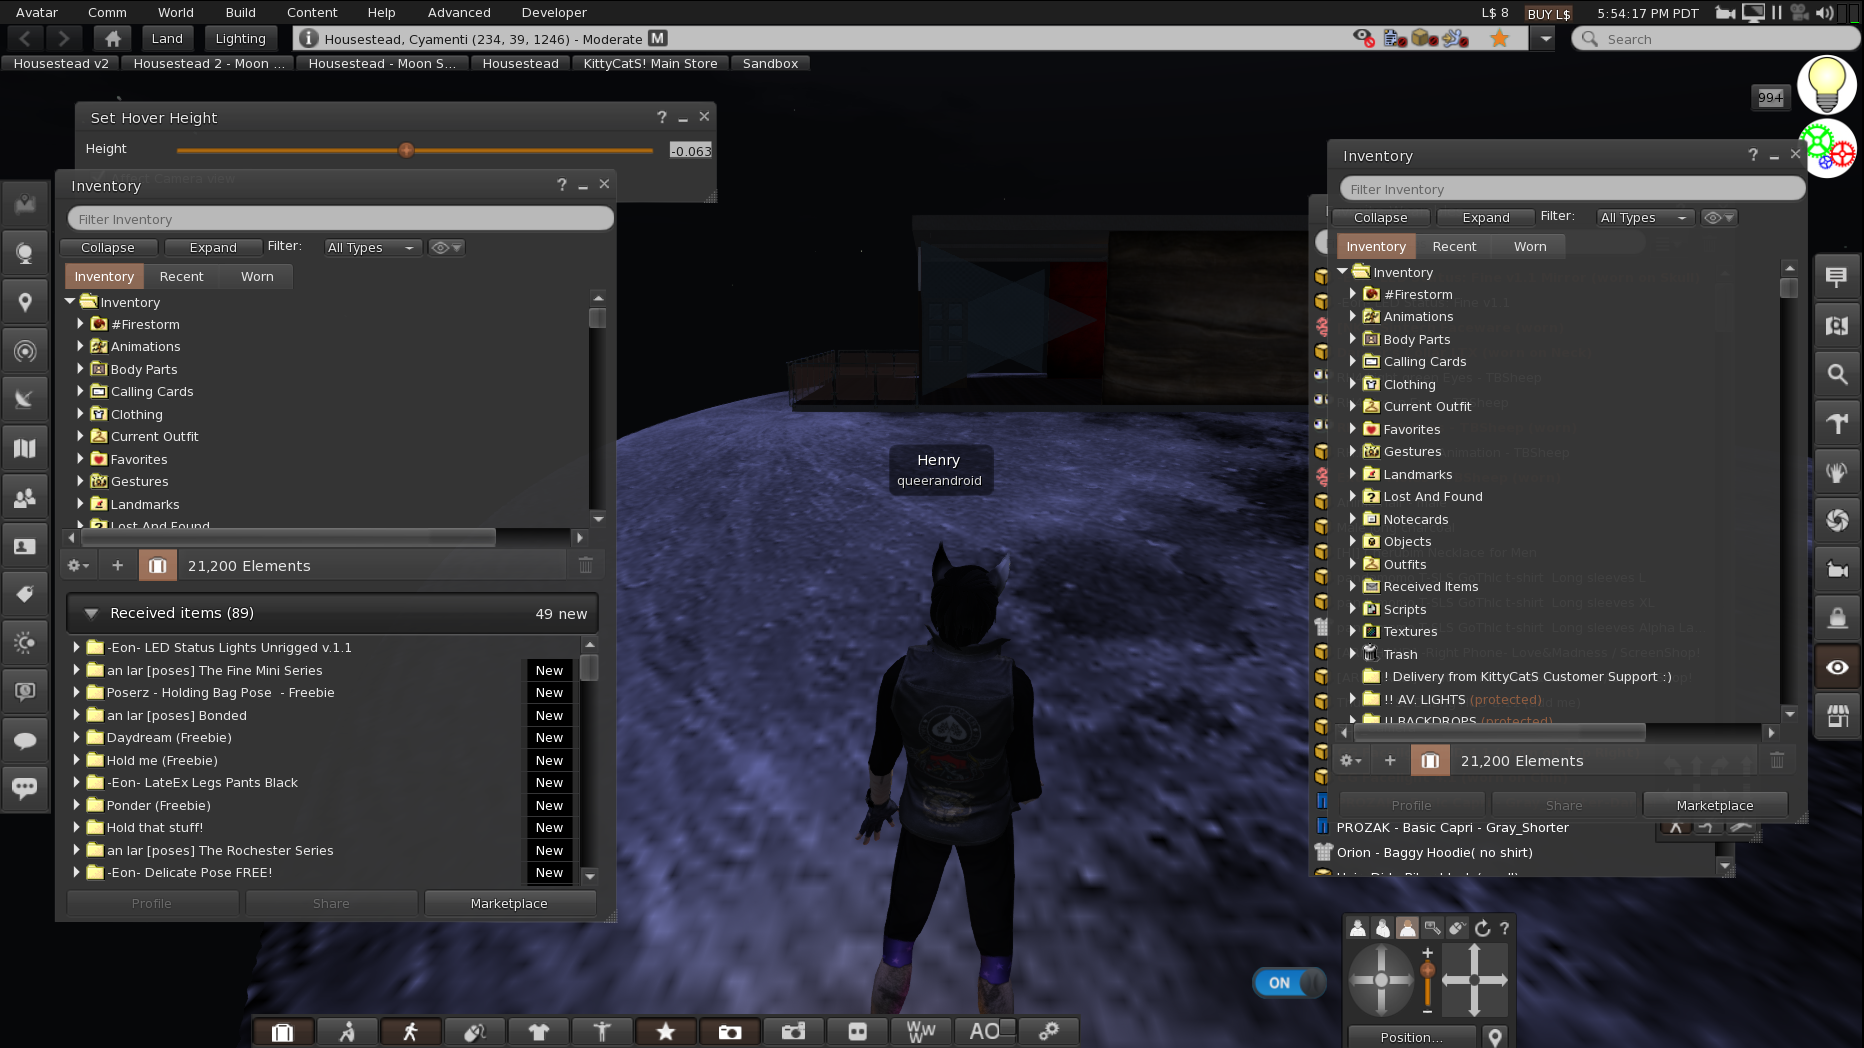 Avatar Comm World Build Content Help Advanced Developer L$ 8 BUY L$ 5:54:17 PM PDT
Land Lighting Housestead, Cyamenti (234, 39, 1246) - Moderate M Search
Housestead v2 Housestead 2 - Moon ... Housestead - Moon S... Housestead KittyCatS! Main Store Sandbox
994
Set Hover Height ?
Height -0.063
Inventory ?
Filter Inventory
Collapse Expand Filter: All Types
Inventory Recent Worn
Inventory
#Firestorm
Animations
Body Parts
Calling Cards
Clothing
Current Outfit
Favorites
Gestures
Landmarks
Lost And Found
21,200 Elements
Received items (89) 49 new
-Eon- LED Status Lights Unrigged v.1.1
an lar [poses] The Fine Mini Series New
Poserz - Holding Bag Pose - Freebie New
an lar [poses] Bonded New
Daydream (Freebie) New
Hold me (Freebie) New
-Eon- LateEx Legs Pants Black New
Ponder (Freebie) New
Hold that stuff! New
an lar [poses] The Rochester Series New
-Eon- Delicate Pose FREE! New
Profile Share Marketplace
Henry
queerandroid
Inventory ?
Filter Inventory
Collapse Expand Filter: All Types
Inventory Recent Worn
Inventory
#Firestorm
Animations
Body Parts
Calling Cards
Clothing
Current Outfit
Favorites
Gestures
Landmarks
Lost And Found
Notecards
Objects
Outfits
Received Items
Scripts
Textures
Trash
! Delivery from KittyCatS Customer Support :)
!! AV. LIGHTS (protected)
!! BACKDROPS (protected)
21,200 Elements
Profile Share Marketplace
PROZAK - Basic Capri - Gray_Shorter
Orion - Baggy Hoodie( no shirt)
ON
?
Position...
WW
W
AO